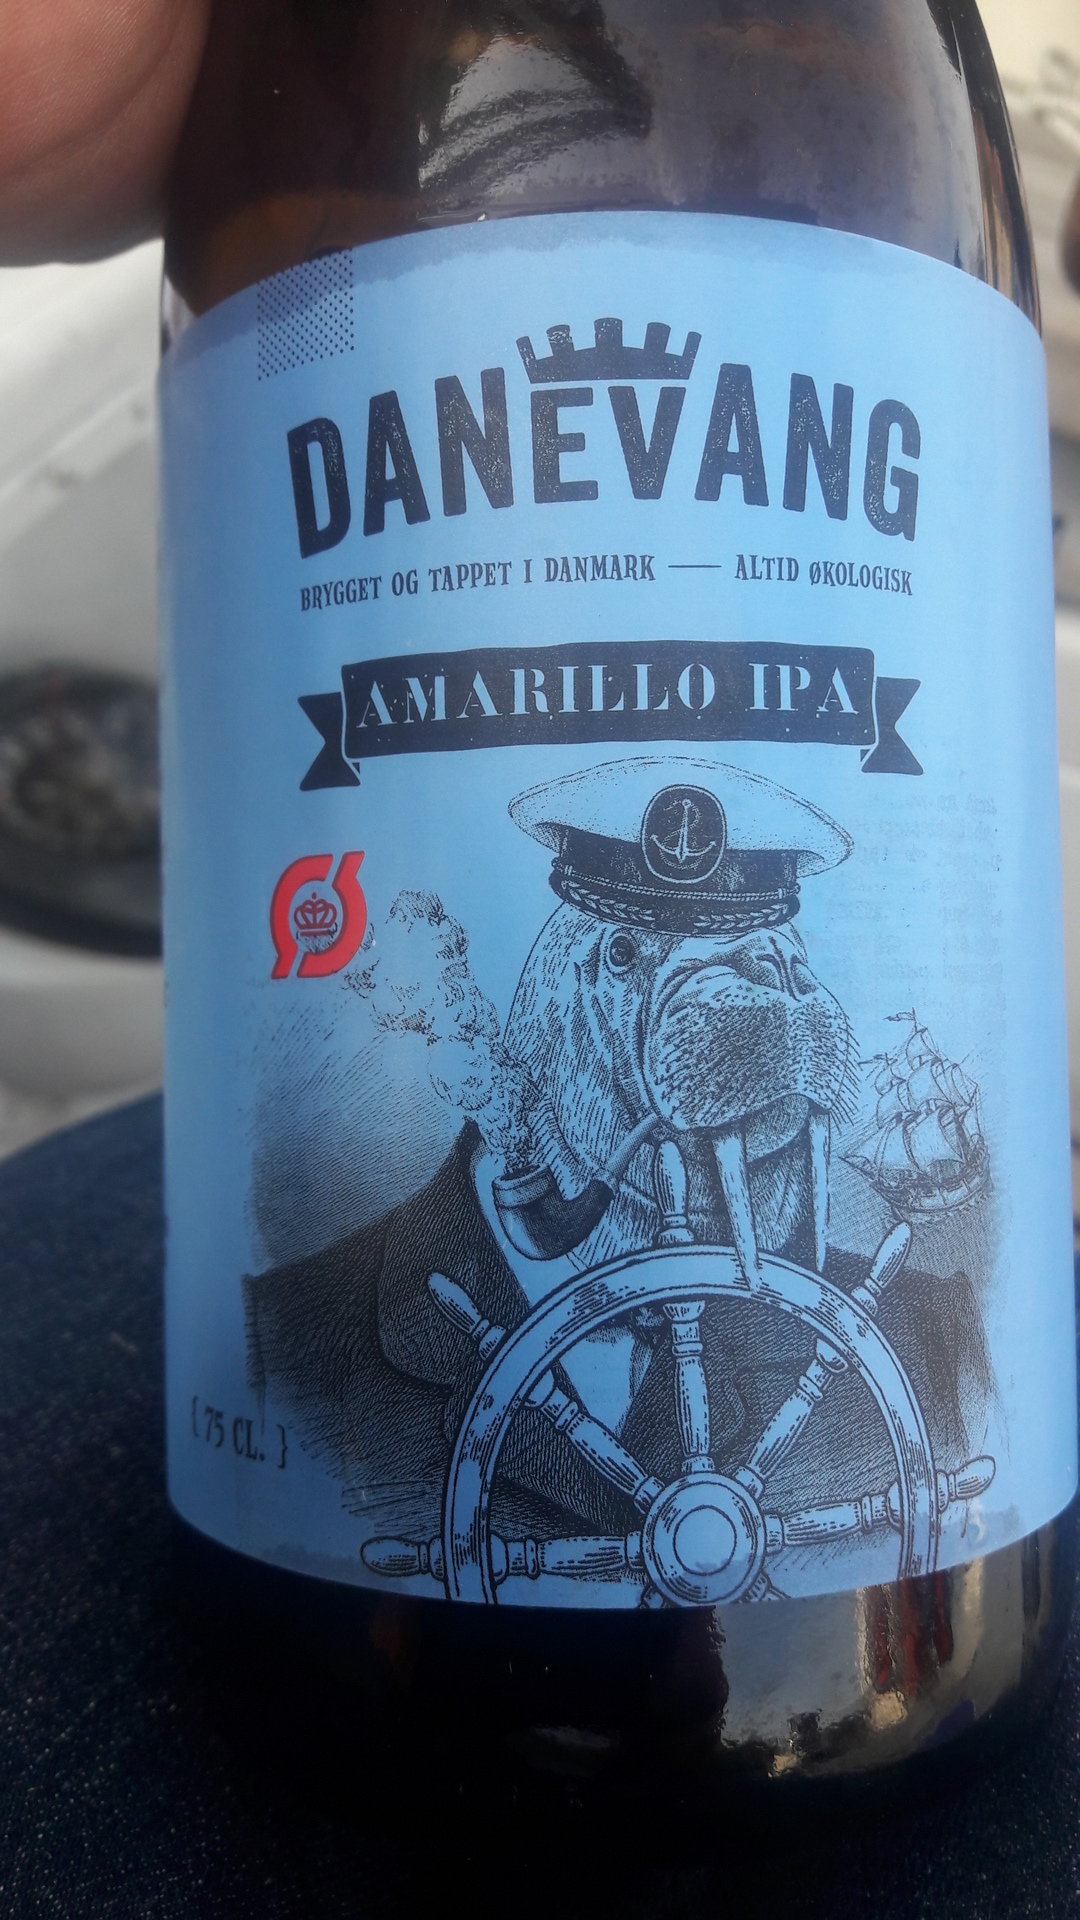 DANEVANG
BRYGGET OG TAPPET I DANMARK — ALTID ØKOLOGISK
AMARILLO IPA
Ø
{ 75 CL. }